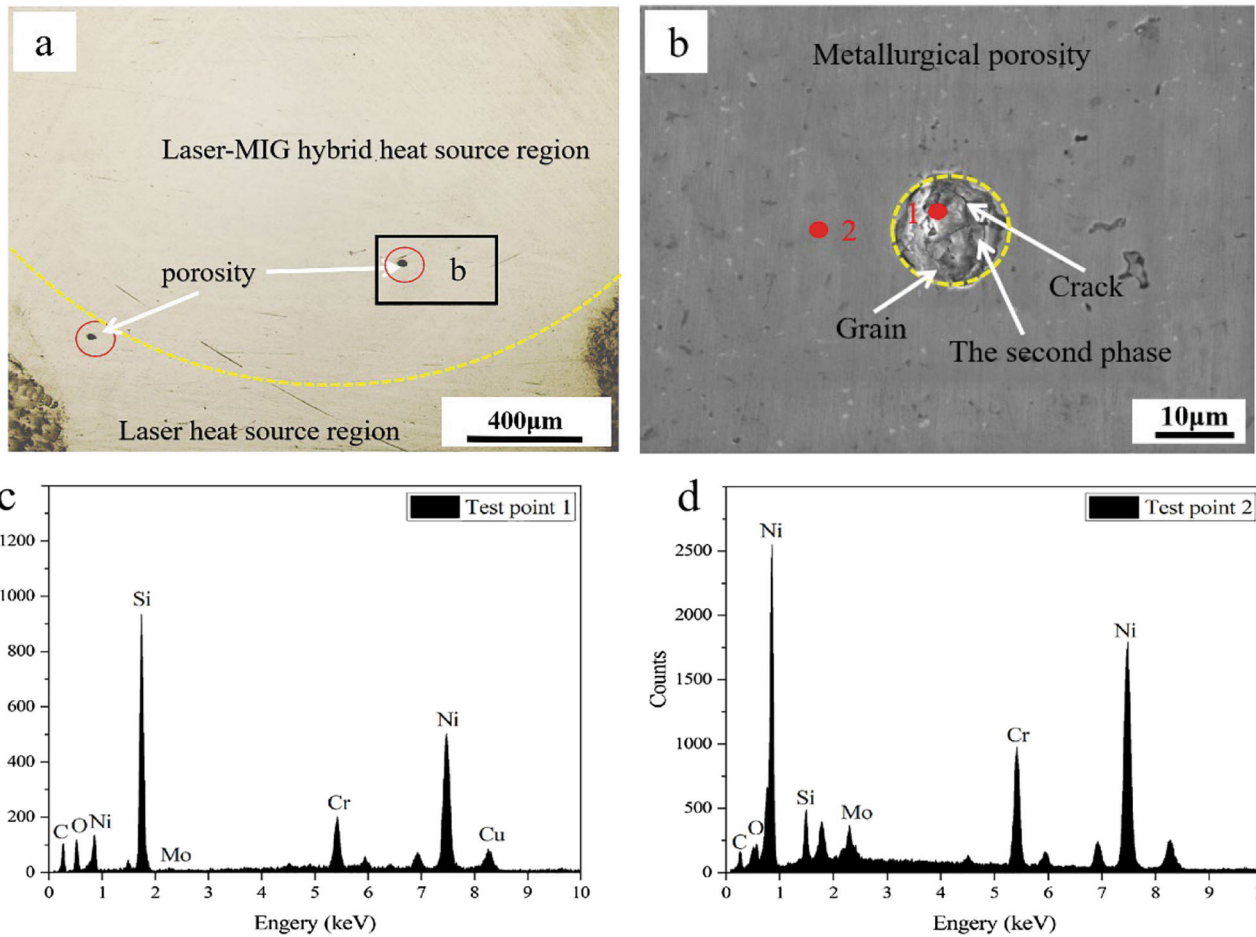 a
Laser-MIG hybrid heat source region
porosity
b
Laser heat source region
400μm
b
Metallurgical porosity
1
2
Crack
Grain
The second phase
10μm
c
Test point 1
1200
1000
800
600
400
200
0
Si
Ni
Cr
C O Ni
Mo
Cu
0 1 2 3 4 5 6 7 8 9 10
Engery (keV)
d
Test point 2
Counts
2500
2000
1500
1000
500
0
Ni
Ni
Cr
Si
Mo
O
C
0 1 2 3 4 5 6 7 8 9
Engery (keV)